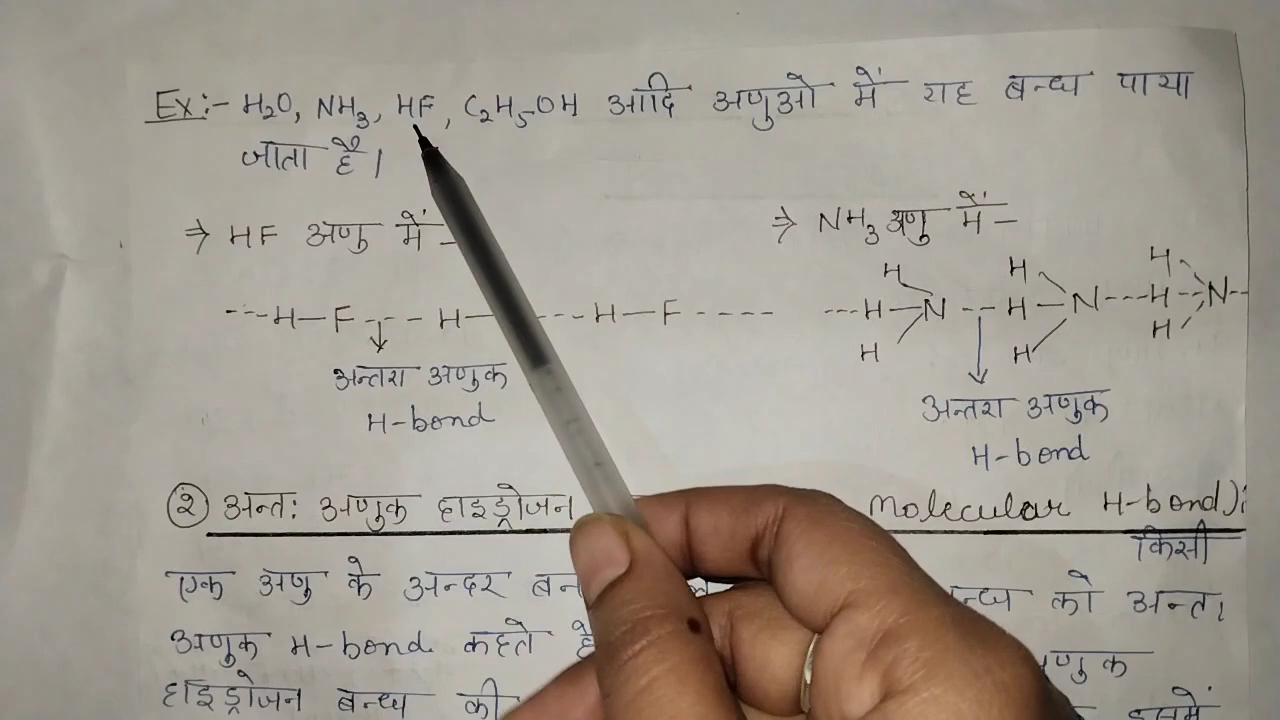 Ex:- H₂O, NH₃, HF, C₂H₅OH आदि अणुओ में यह बन्ध पाया
जाता है।
⇒ HF अणु में -
--- H — F --- H — --- H — F ----
अन्तरा अणुक
H-bond
⇒ NH₃ अणु में -
H H H
--- H — N --- H — N --- H -- N --
H H H
अन्तरा अणुक
H-bond
② अन्तः अणुक हाइड्रोजन Molecular H-bond):
किसी
एक अणु के अन्दर को अन्तः
अणुक H-bond कहते
हाइड्रोजन बन्ध की इसमें